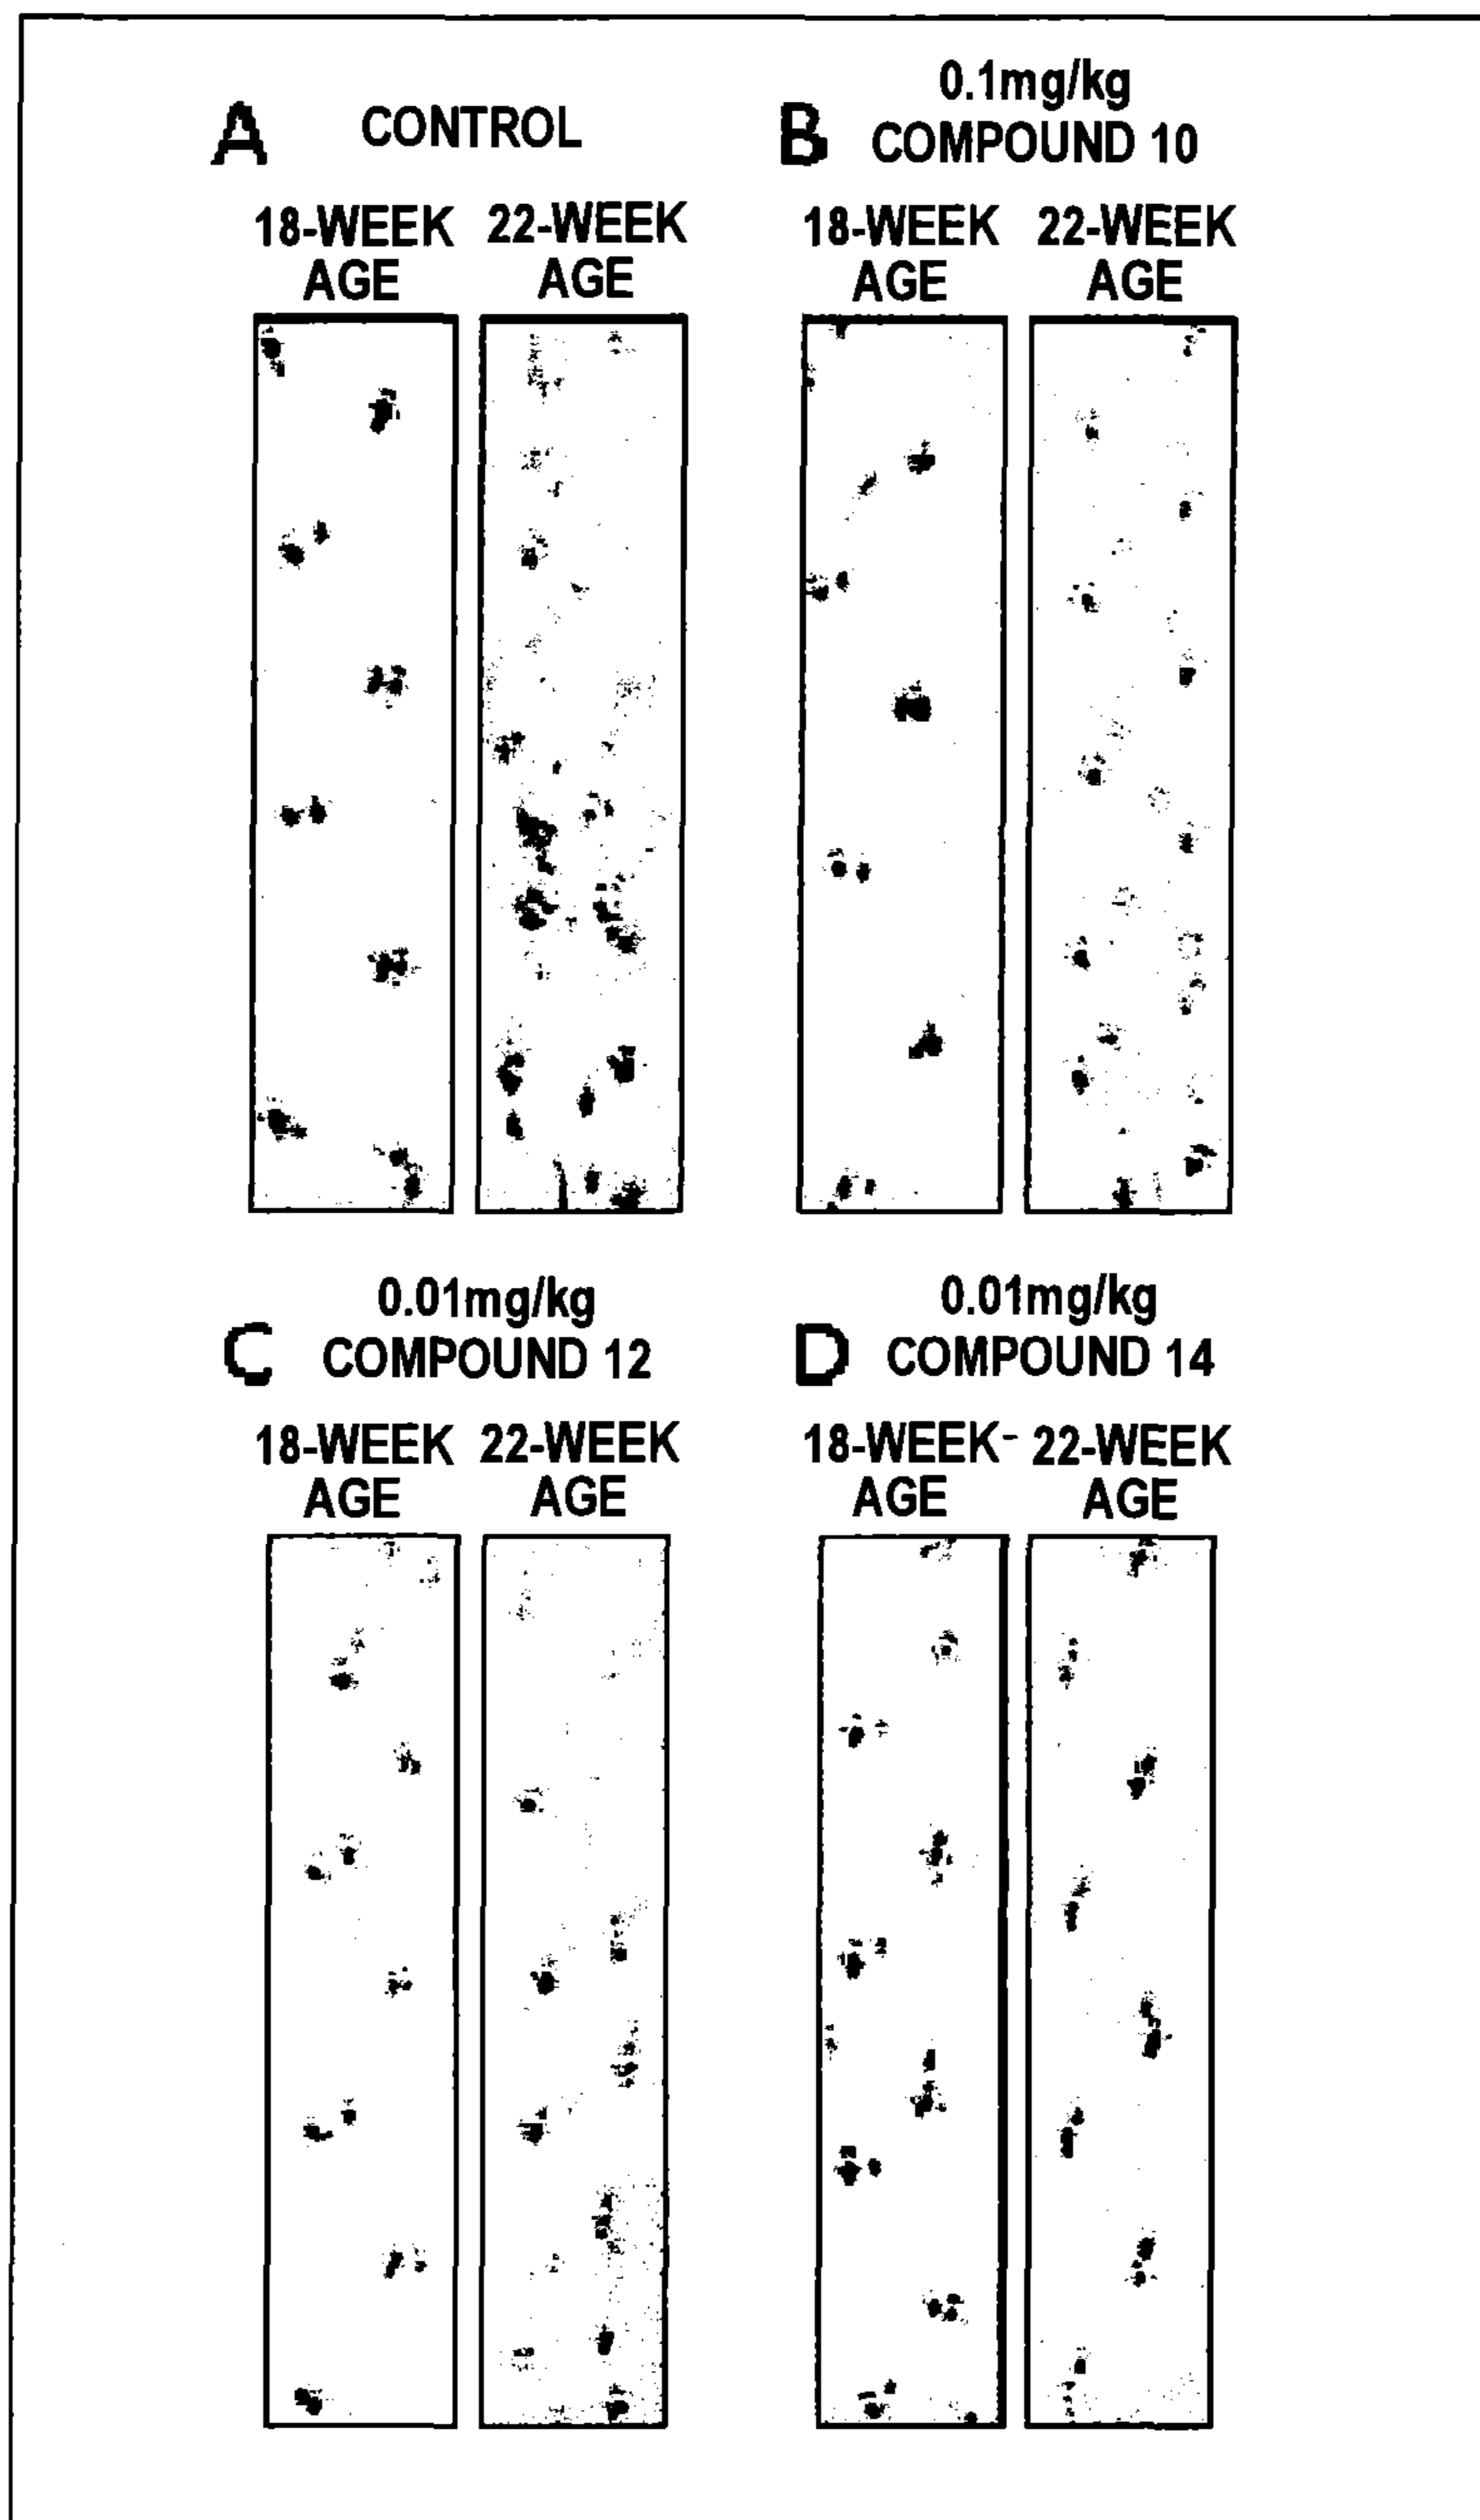 A CONTROL
18-WEEK AGE
22-WEEK AGE
B 0.1mg/kg
COMPOUND 10
18-WEEK AGE
22-WEEK AGE
C 0.01mg/kg
COMPOUND 12
18-WEEK AGE
22-WEEK AGE
D 0.01mg/kg
COMPOUND 14
18-WEEK- AGE
22-WEEK AGE